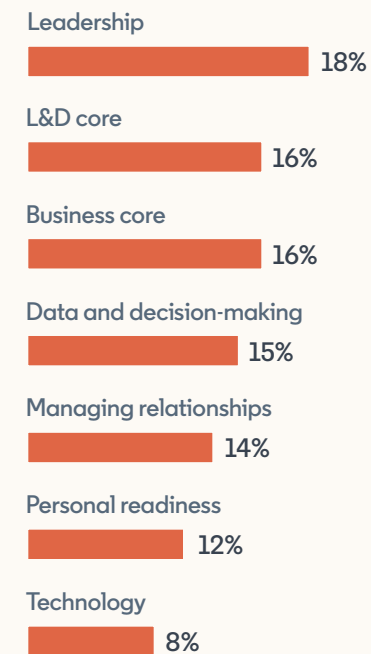 Leadership
18%
L&D core
16%
Business core
16%
Data and decision-making
15%
Managing relationships
14%
Personal readiness
12%
Technology
8%